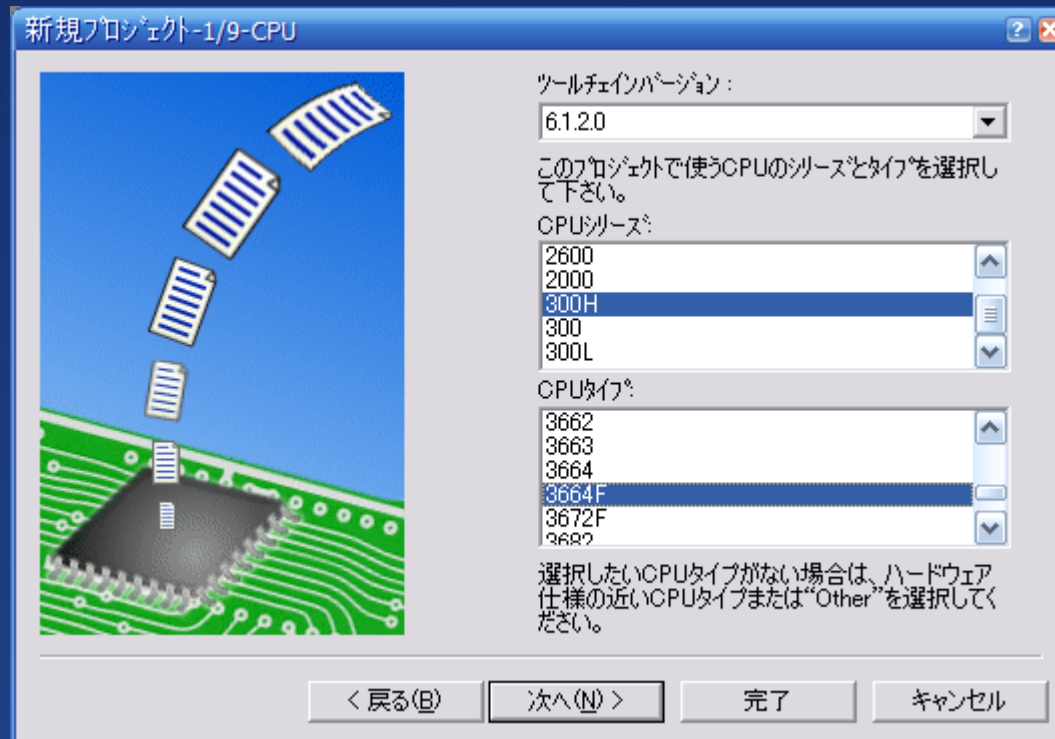 新規プロジェクト-1/9-CPU
ツールチェインバージョン :
6.1.2.0
このプロジェクトで使うCPUのシリーズとタイプを選択し
て下さい。
CPUシリーズ:
2600
2000
300H
300
300L
CPUタイプ:
3662
3663
3664
3664F
3672F
3682
選択したいCPUタイプがない場合は、ハードウェア
仕様の近いCPUタイプまたは“Other”を選択してく
ださい。
< 戻る(B)
次へ(N) >
完了
キャンセル